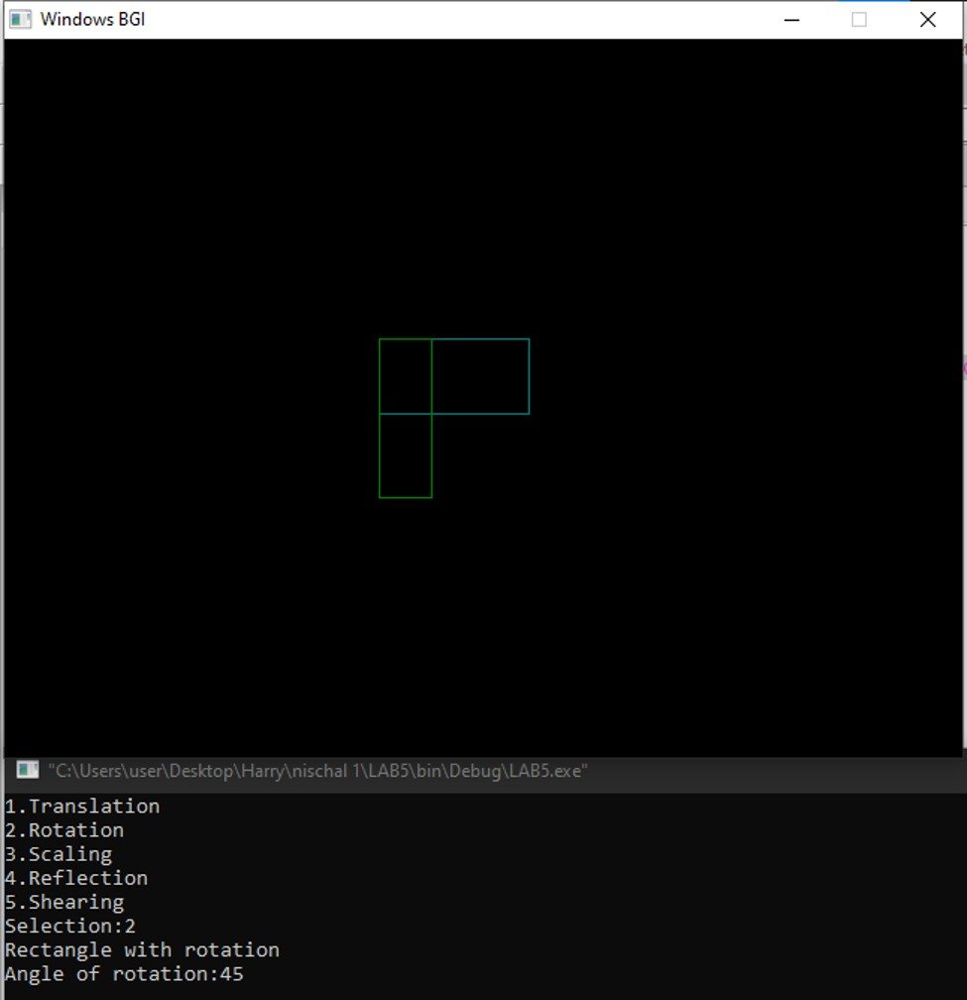 Windows BGI
"C:\Users\user\Desktop\Harry\nischal 1\LAB5\bin\Debug\LAB5.exe"
1.Translation
2.Rotation
3.Scaling
4.Reflection
5.Shearing
Selection:2
Rectangle with rotation
Angle of rotation:45